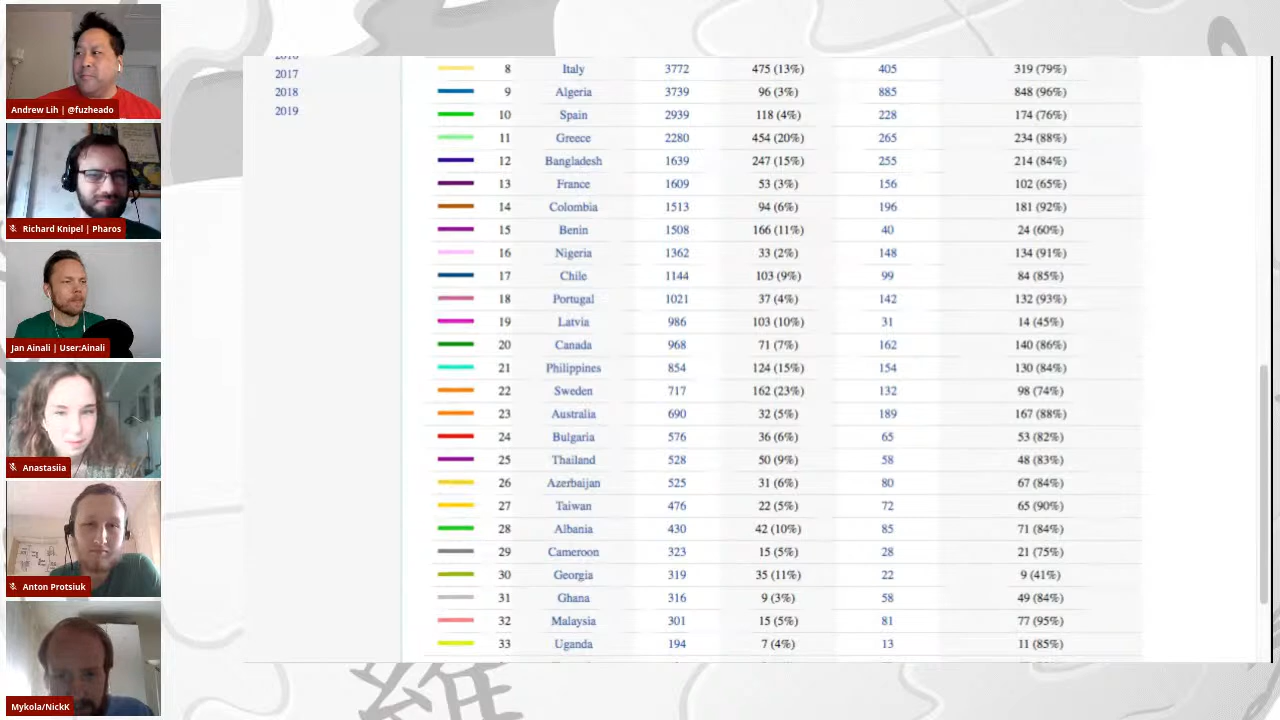 Andrew Lih | @fuzheado
Richard Knipel | Pharos
Jan Ainali | User:Ainali
Anastasiia
Anton Protsiuk
Mykola/NickK
2016
2017
2018
2019
8 Italy 3772 475 (13%) 405 319 (79%)
9 Algeria 3739 96 (3%) 885 848 (96%)
10 Spain 2939 118 (4%) 228 174 (76%)
11 Greece 2280 454 (20%) 265 234 (88%)
12 Bangladesh 1639 247 (15%) 255 214 (84%)
13 France 1609 53 (3%) 156 102 (65%)
14 Colombia 1513 94 (6%) 196 181 (92%)
15 Benin 1508 166 (11%) 40 24 (60%)
16 Nigeria 1362 33 (2%) 148 134 (91%)
17 Chile 1144 103 (9%) 99 84 (85%)
18 Portugal 1021 37 (4%) 142 132 (93%)
19 Latvia 986 103 (10%) 31 14 (45%)
20 Canada 968 71 (7%) 162 140 (86%)
21 Philippines 854 124 (15%) 154 130 (84%)
22 Sweden 717 162 (23%) 132 98 (74%)
23 Australia 690 32 (5%) 189 167 (88%)
24 Bulgaria 576 36 (6%) 65 53 (82%)
25 Thailand 528 50 (9%) 58 48 (83%)
26 Azerbaijan 525 31 (6%) 80 67 (84%)
27 Taiwan 476 22 (5%) 72 65 (90%)
28 Albania 430 42 (10%) 85 71 (84%)
29 Cameroon 323 15 (5%) 28 21 (75%)
30 Georgia 319 35 (11%) 22 9 (41%)
31 Ghana 316 9 (3%) 58 49 (84%)
32 Malaysia 301 15 (5%) 81 77 (95%)
33 Uganda 194 7 (4%) 13 11 (85%)
維